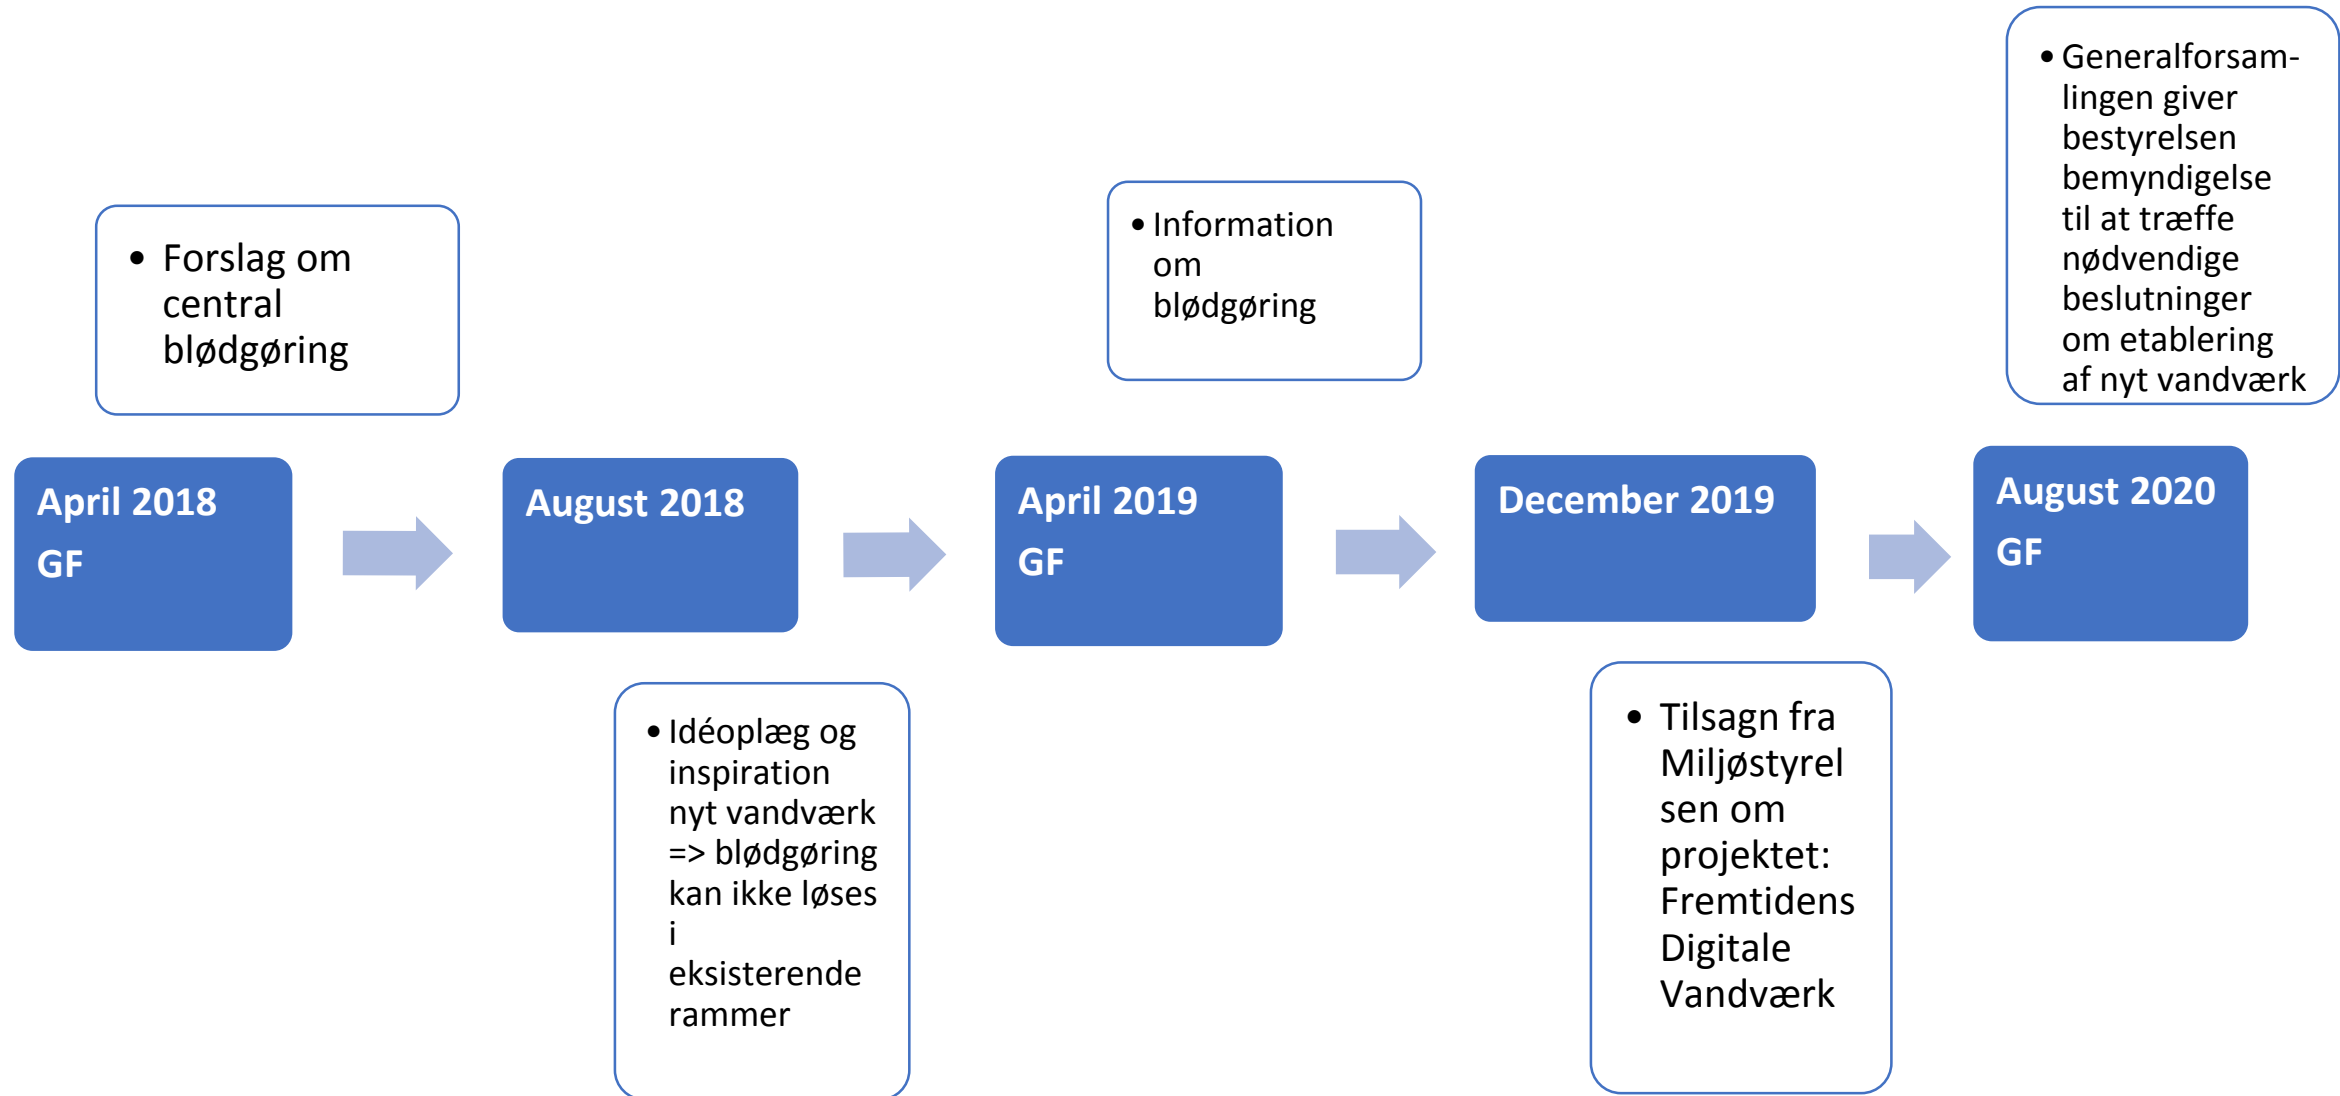 • Forslag om
central
blødgøring
April 2018
GF
August 2018
• Idéoplæg og
inspiration
nyt vandværk
=> blødgøring
kan ikke løses
i
eksisterende
rammer
• Information
om
blødgøring
April 2019
GF
December 2019
• Tilsagn fra
Miljøstyrel
sen om
projektet:
Fremtidens
Digitale
Vandværk
• Generalforsam-
lingen giver
bestyrelsen
bemyndigelse
til at træffe
nødvendige
beslutninger
om etablering
af nyt vandværk
August 2020
GF